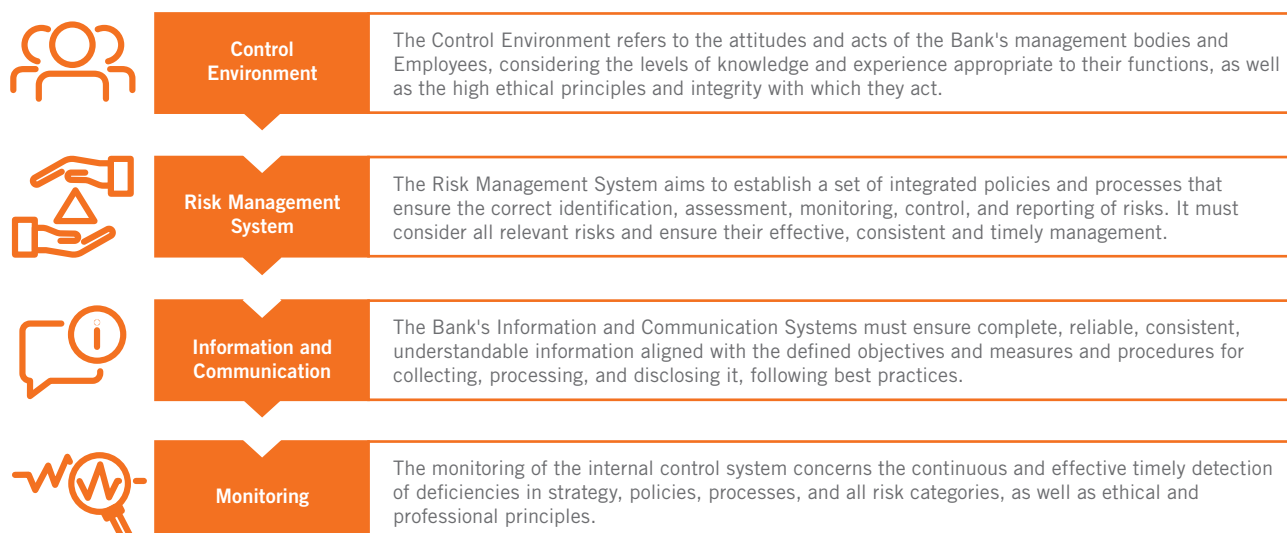 Control
Environment
The Control Environment refers to the attitudes and acts of the Bank's management bodies and
Employees, considering the levels of knowledge and experience appropriate to their functions, as well
as the high ethical principles and integrity with which they act.
Risk Management
System
The Risk Management System aims to establish a set of integrated policies and processes that
ensure the correct identification, assessment, monitoring, control, and reporting of risks. It must
consider all relevant risks and ensure their effective, consistent and timely management.
i
Information and
Communication
The Bank's Information and Communication Systems must ensure complete, reliable, consistent,
understandable information aligned with the defined objectives and measures and procedures for
collecting, processing, and disclosing it, following best practices.
Monitoring
The monitoring of the internal control system concerns the continuous and effective timely detection
of deficiencies in strategy, policies, processes, and all risk categories, as well as ethical and
professional principles.